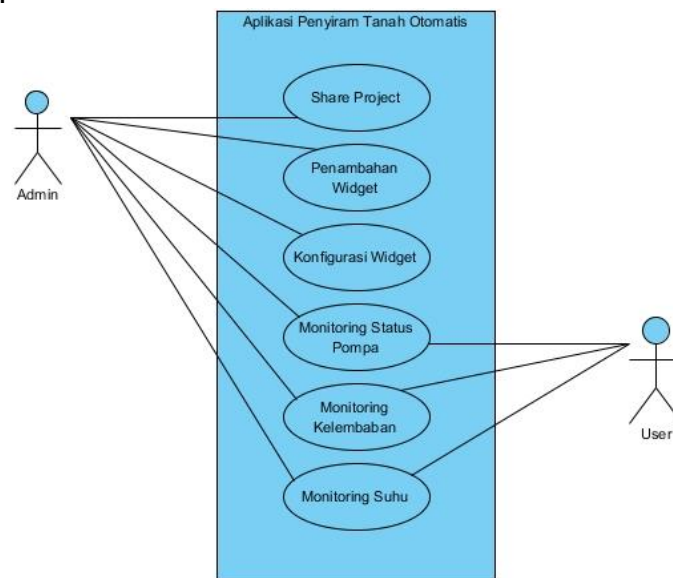 Aplikasi Penyiram Tanah Otomatis
Share Project
Admin
Penambahan
Widget
Konfigurasi Widget
Monitoring Status
Pompa
Monitoring
Kelembaban
User
Monitoring Suhu